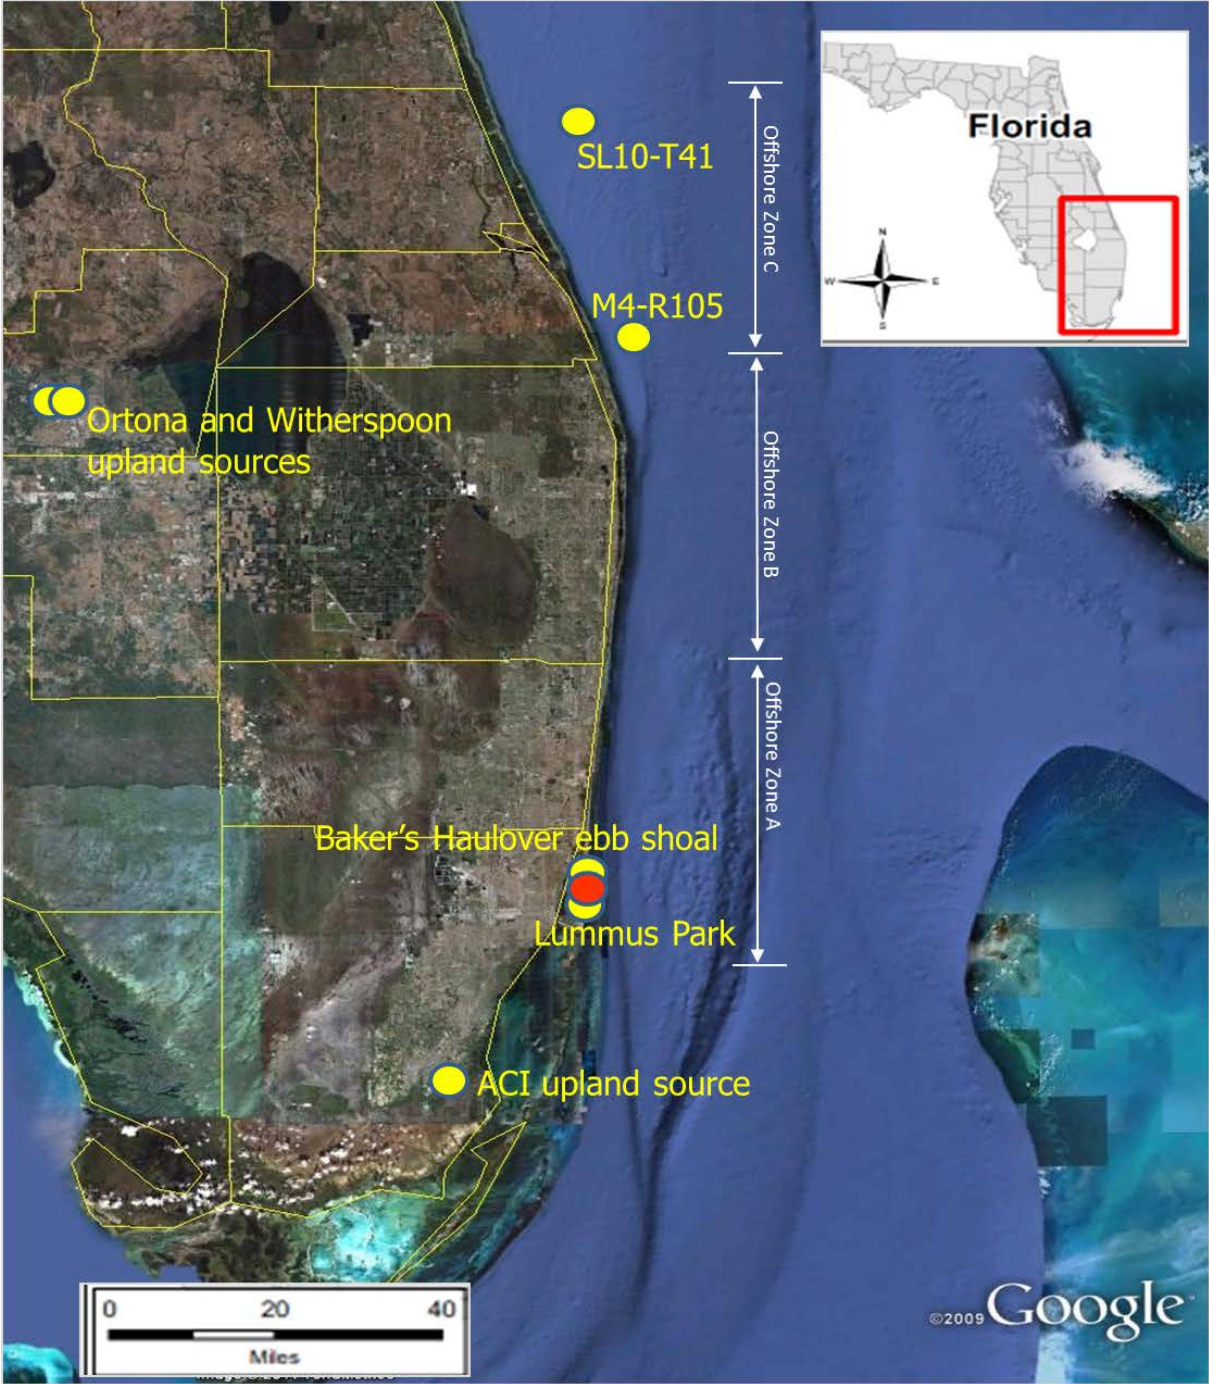 Florida
N
W
E
S
SL10-T41
Offshore Zone C
M4-R105
Ortona and Witherspoon
upland sources
Offshore Zone B
Offshore Zone A
Baker's Haulover ebb shoal
Lummus Park
ACI upland source
0 20 40
Miles
©2009 Google